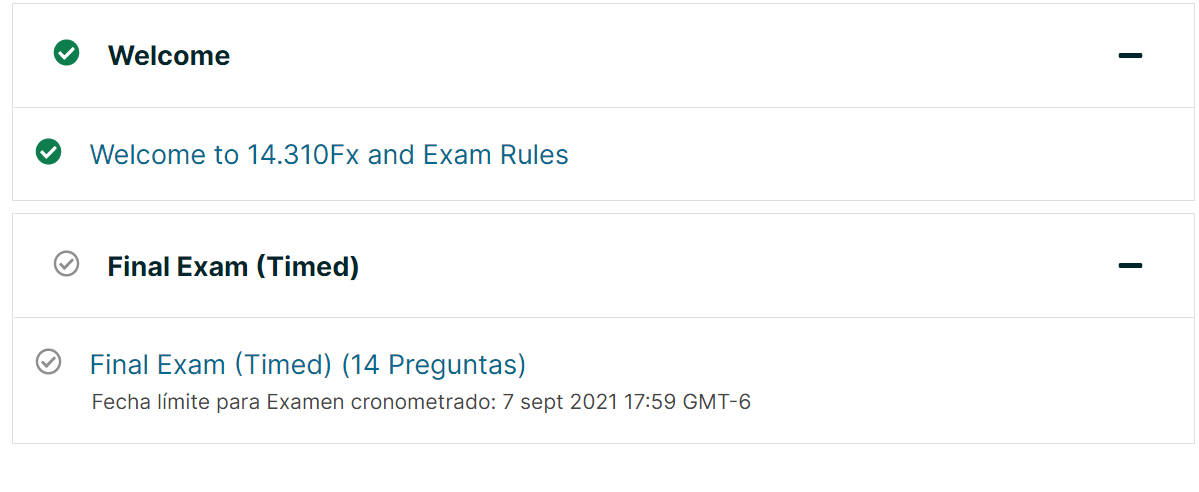 Welcome
Welcome to 14.310Fx and Exam Rules
Final Exam (Timed)
Final Exam (Timed) (14 Preguntas)
Fecha límite para Examen cronometrado: 7 sept 2021 17:59 GMT-6